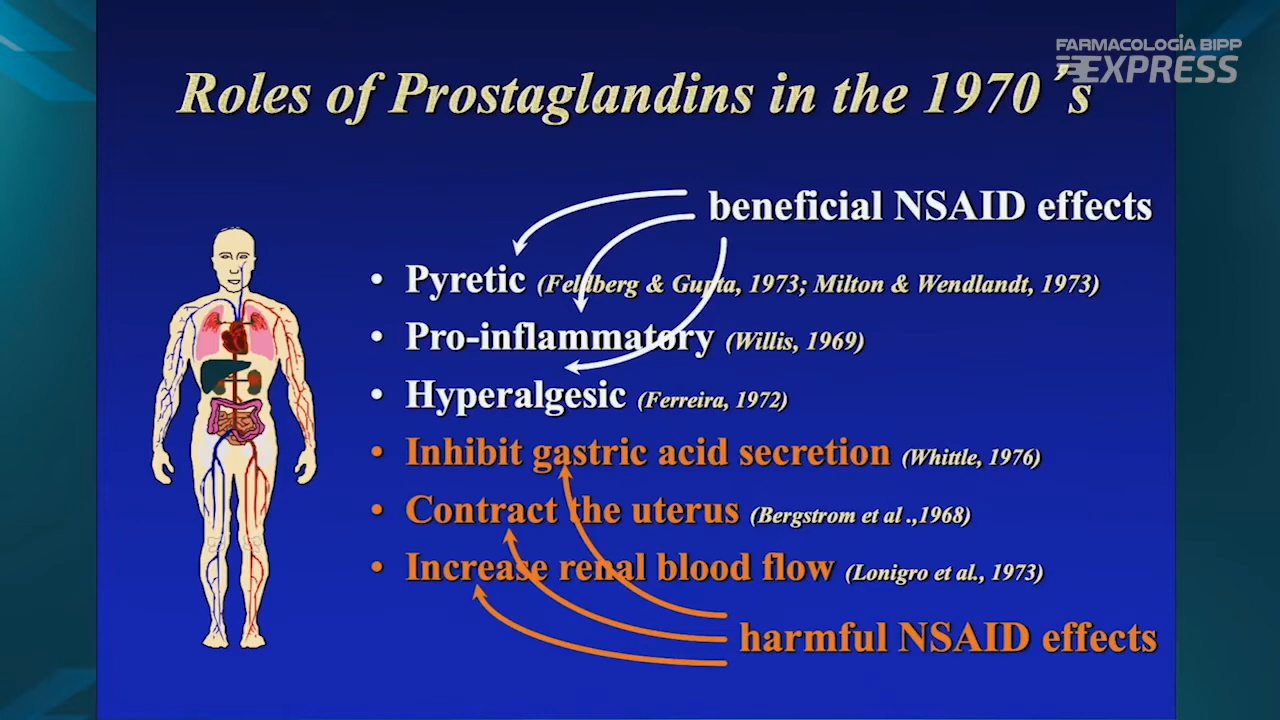 FARMACOLOGÍA BIPP
EXPRESS
Roles of Prostaglandins in the 1970's
beneficial NSAID effects
• Pyretic (Feldberg & Gupta, 1973; Milton & Wendlandt, 1973)
• Pro-inflammatory (Willis, 1969)
• Hyperalgesic (Ferreira, 1972)
• Inhibit gastric acid secretion (Whittle, 1976)
• Contract the uterus (Bergstrom et al .,1968)
• Increase renal blood flow (Lonigro et al., 1973)
harmful NSAID effects